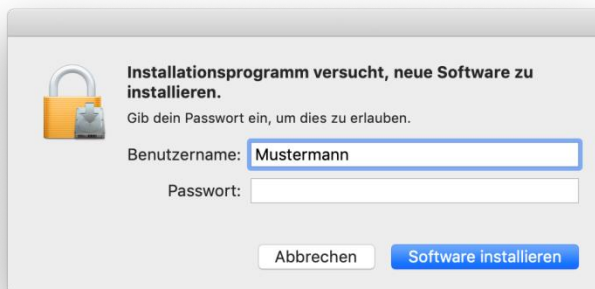 Installationsprogramm versucht, neue Software zu
installieren.
Gib dein Passwort ein, um dies zu erlauben.
Benutzername: Mustermann
Passwort:
Abbrechen Software installieren